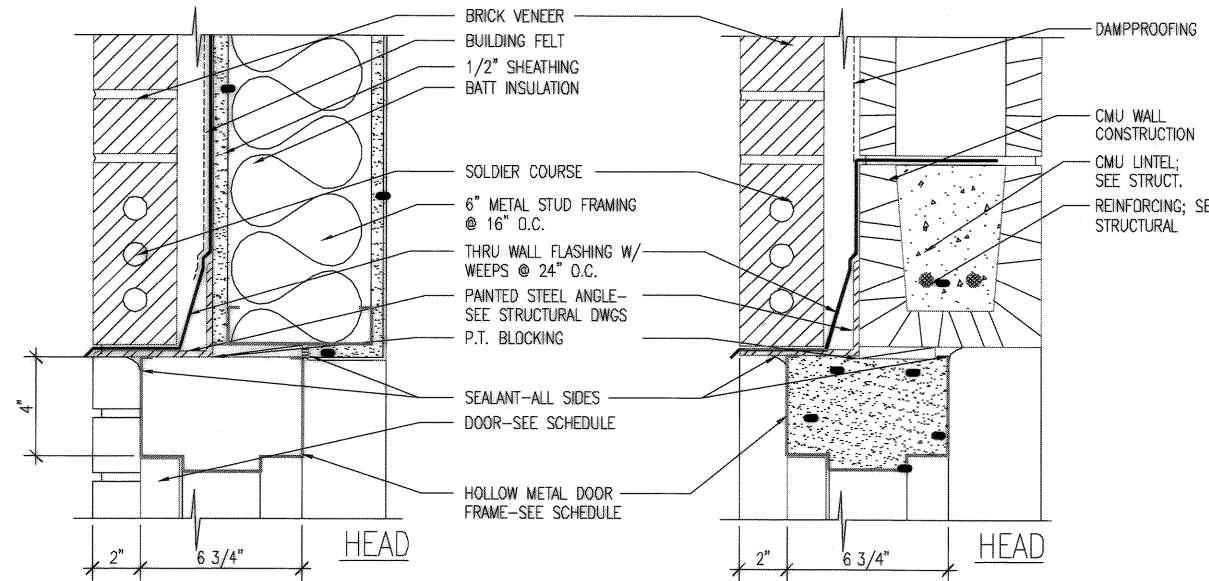 BRICK VENEER
BUILDING FELT
1/2" SHEATHING
BATT INSULATION
SOLDIER COURSE
6" METAL STUD FRAMING
@ 16" O.C.
THRU WALL FLASHING W/
WEEPS @ 24" O.C.
PAINTED STEEL ANGLE-
SEE STRUCTURAL DWGS
P.T. BLOCKING
SEALANT-ALL SIDES
DOOR-SEE SCHEDULE
HOLLOW METAL DOOR
FRAME-SEE SCHEDULE
DAMPPROOFING
CMU WALL
CONSTRUCTION
CMU LINTEL;
SEE STRUCT.
REINFORCING; SE
STRUCTURAL
4"
2"
6 3/4"
HEAD
2"
6 3/4"
HEAD